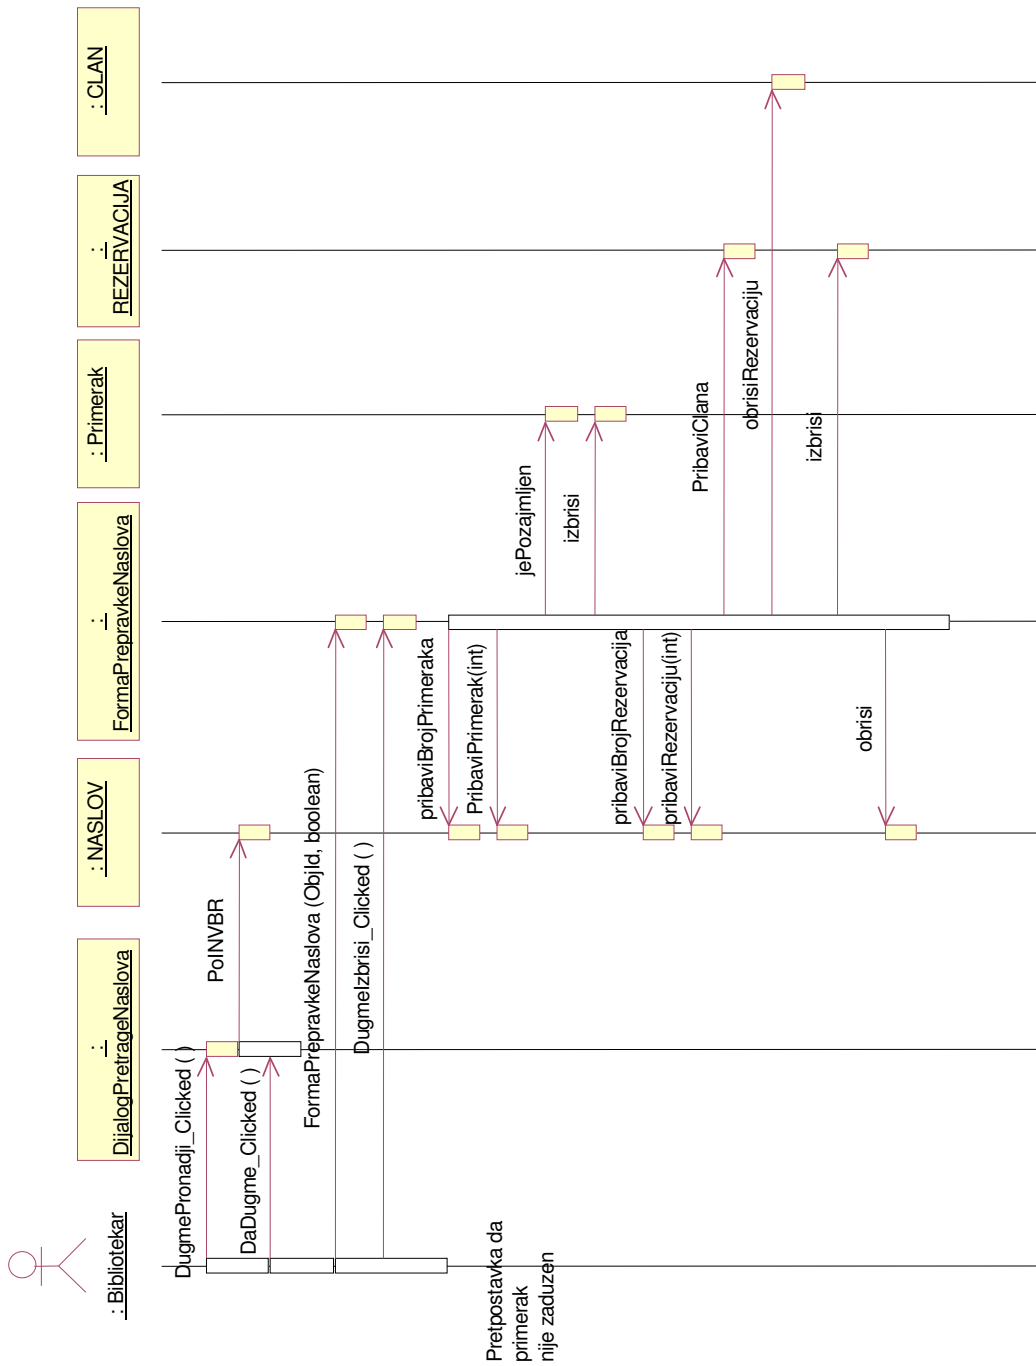 : Bibliotekar
:
DijalogPretrageNaslova
: NASLOV
:
FormaPrepravkeNaslova
: Primerak
:
REZERVACIJA
: CLAN
DugmePronadji_Clicked ( )
PoINVBR
DaDugme_Clicked ( )
FormaPrepravkeNaslova (ObjId, boolean)
DugmeIzbrisi_Clicked ( )
pribaviBrojPrimeraka
PribaviPrimerak(int)
jePozajmljen
izbrisi
pribaviBrojRezervacija
pribaviRezervaciju(int)
PribaviClana
obrisiRezervaciju
izbrisi
obrisi
Pretpostavka da
primerak
nije zaduzen